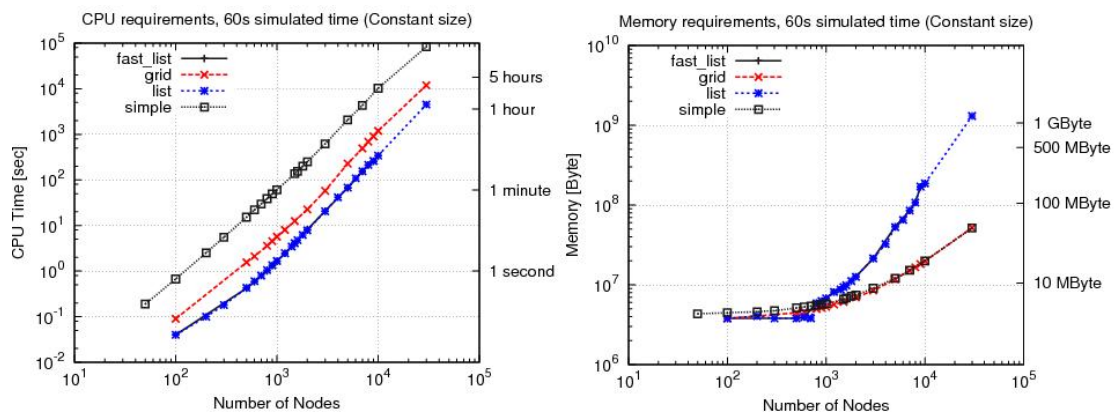 CPU requirements, 60s simulated time (Constant size)
10^5
10^4
10^3
10^2
10^1
10^0
10^-1
10^-2
CPU Time [sec]
fast_list
grid
list
simple
5 hours
1 hour
1 minute
1 second
10^1 10^2 10^3 10^4 10^5
Number of Nodes
Memory requirements, 60s simulated time (Constant size)
10^10
10^9
10^8
10^7
10^6
Memory [Byte]
fast_list
grid
list
simple
1 GByte
500 MByte
100 MByte
10 MByte
10^1 10^2 10^3 10^4 10^5
Number of Nodes